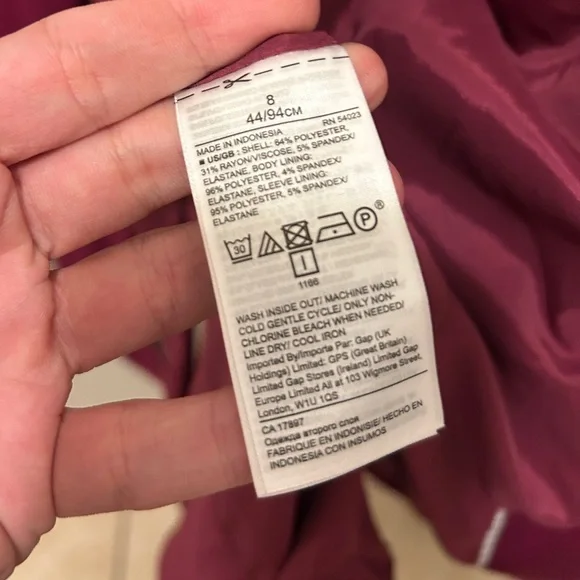 8
44/94CM
MADE IN INDONESIA RN 54023
■ US/GB : SHELL: 64% POLYESTER,
31% RAYON/VISCOSE, 5% SPANDEX/
ELASTANE, BODY LINING:
96% POLYESTER, 4% SPANDEX/
ELASTANE, SLEEVE LINING:
95% POLYESTER, 5% SPANDEX/
ELASTANE
30 P®
1166
WASH INSIDE OUT/ MACHINE WASH
COLD GENTLE CYCLE/ ONLY NON-
CHLORINE BLEACH WHEN NEEDED/
LINE DRY/ COOL IRON
Imported By/Importe Par: Gap (UK
Holdings) Limited: GPS (Great Britain)
Limited Gap Stores (Ireland) Limited Gap
Europe Limited All at 103 Wigmore Street,
London, W1U 1QS
CA 17897
Одежда второго слоя
FABRIQUE EN INDONISIE/ HECHO EN
INDONESIA CON INSUMOS